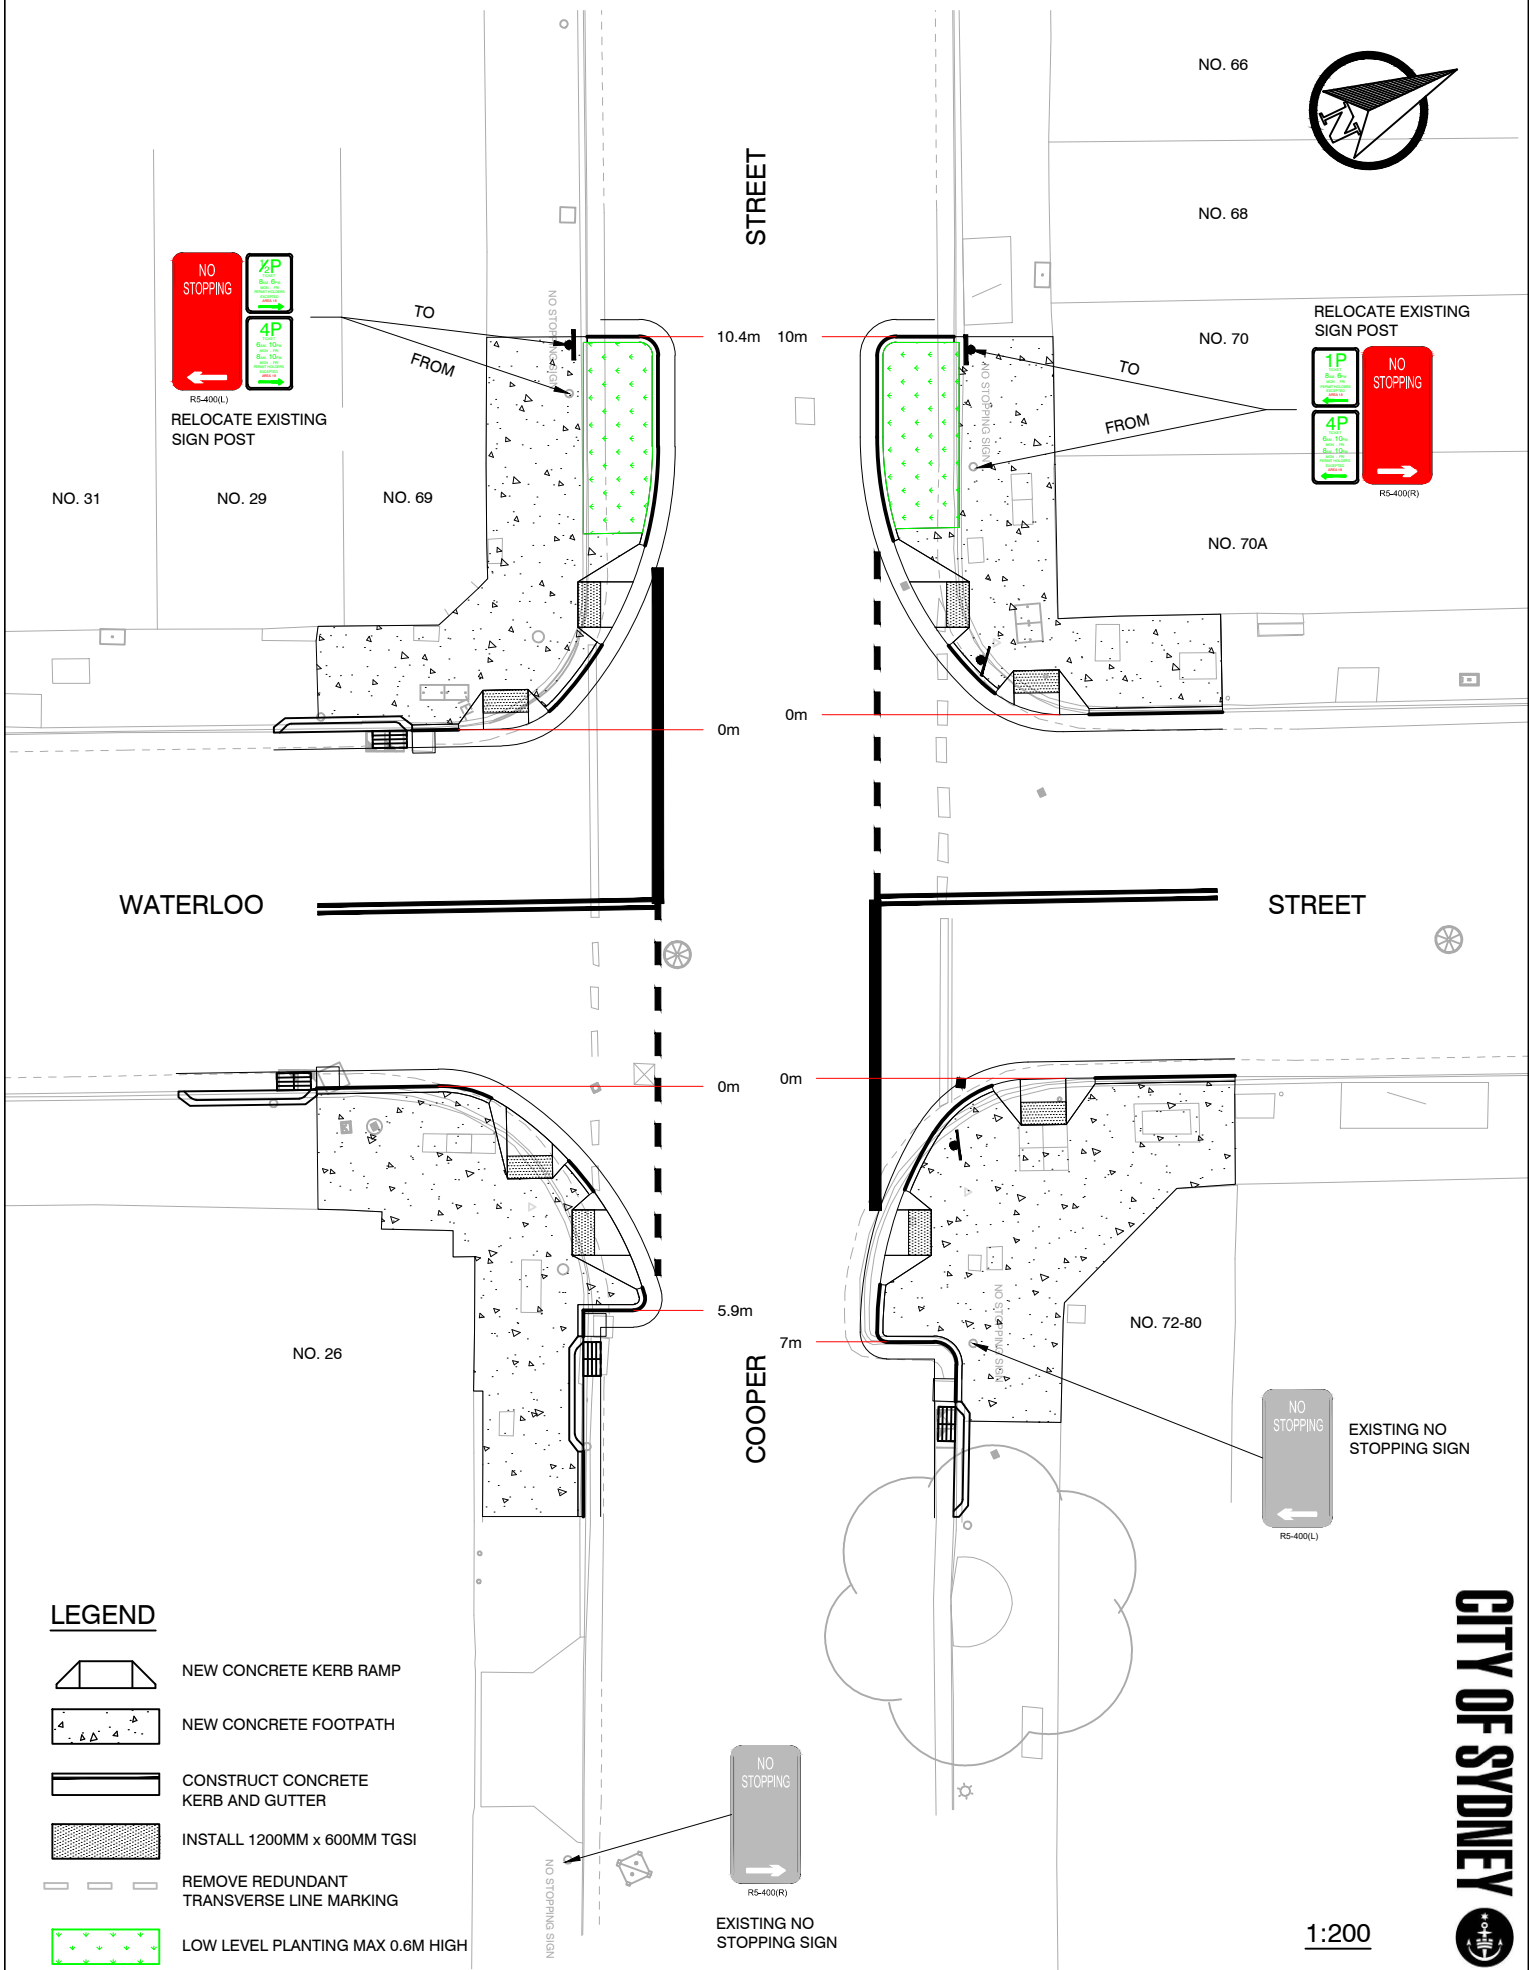 NO. 66
N
STREET
NO. 68
NO
STOPPING
½P
4P
R5-400(L)
RELOCATE EXISTING
SIGN POST
TO
FROM
NO STOPPING SIGN
10.4m
10m
NO STOPPING SIGN
TO
FROM
NO. 70
RELOCATE EXISTING
SIGN POST
1P
4P
NO
STOPPING
R5-400(R)
NO. 31
NO. 29
NO. 69
NO. 70A
0m
0m
WATERLOO
STREET
0m
0m
5.9m
7m
NO. 26
COOPER
NO STOPPING SIGN
NO. 72-80
NO
STOPPING
R5-400(L)
EXISTING NO
STOPPING SIGN
LEGEND
NEW CONCRETE KERB RAMP
NEW CONCRETE FOOTPATH
CONSTRUCT CONCRETE
KERB AND GUTTER
INSTALL 1200MM x 600MM TGSI
REMOVE REDUNDANT
TRANSVERSE LINE MARKING
LOW LEVEL PLANTING MAX 0.6M HIGH
NO STOPPING SIGN
NO
STOPPING
R5-400(R)
EXISTING NO
STOPPING SIGN
1:200
CITY OF SYDNEY